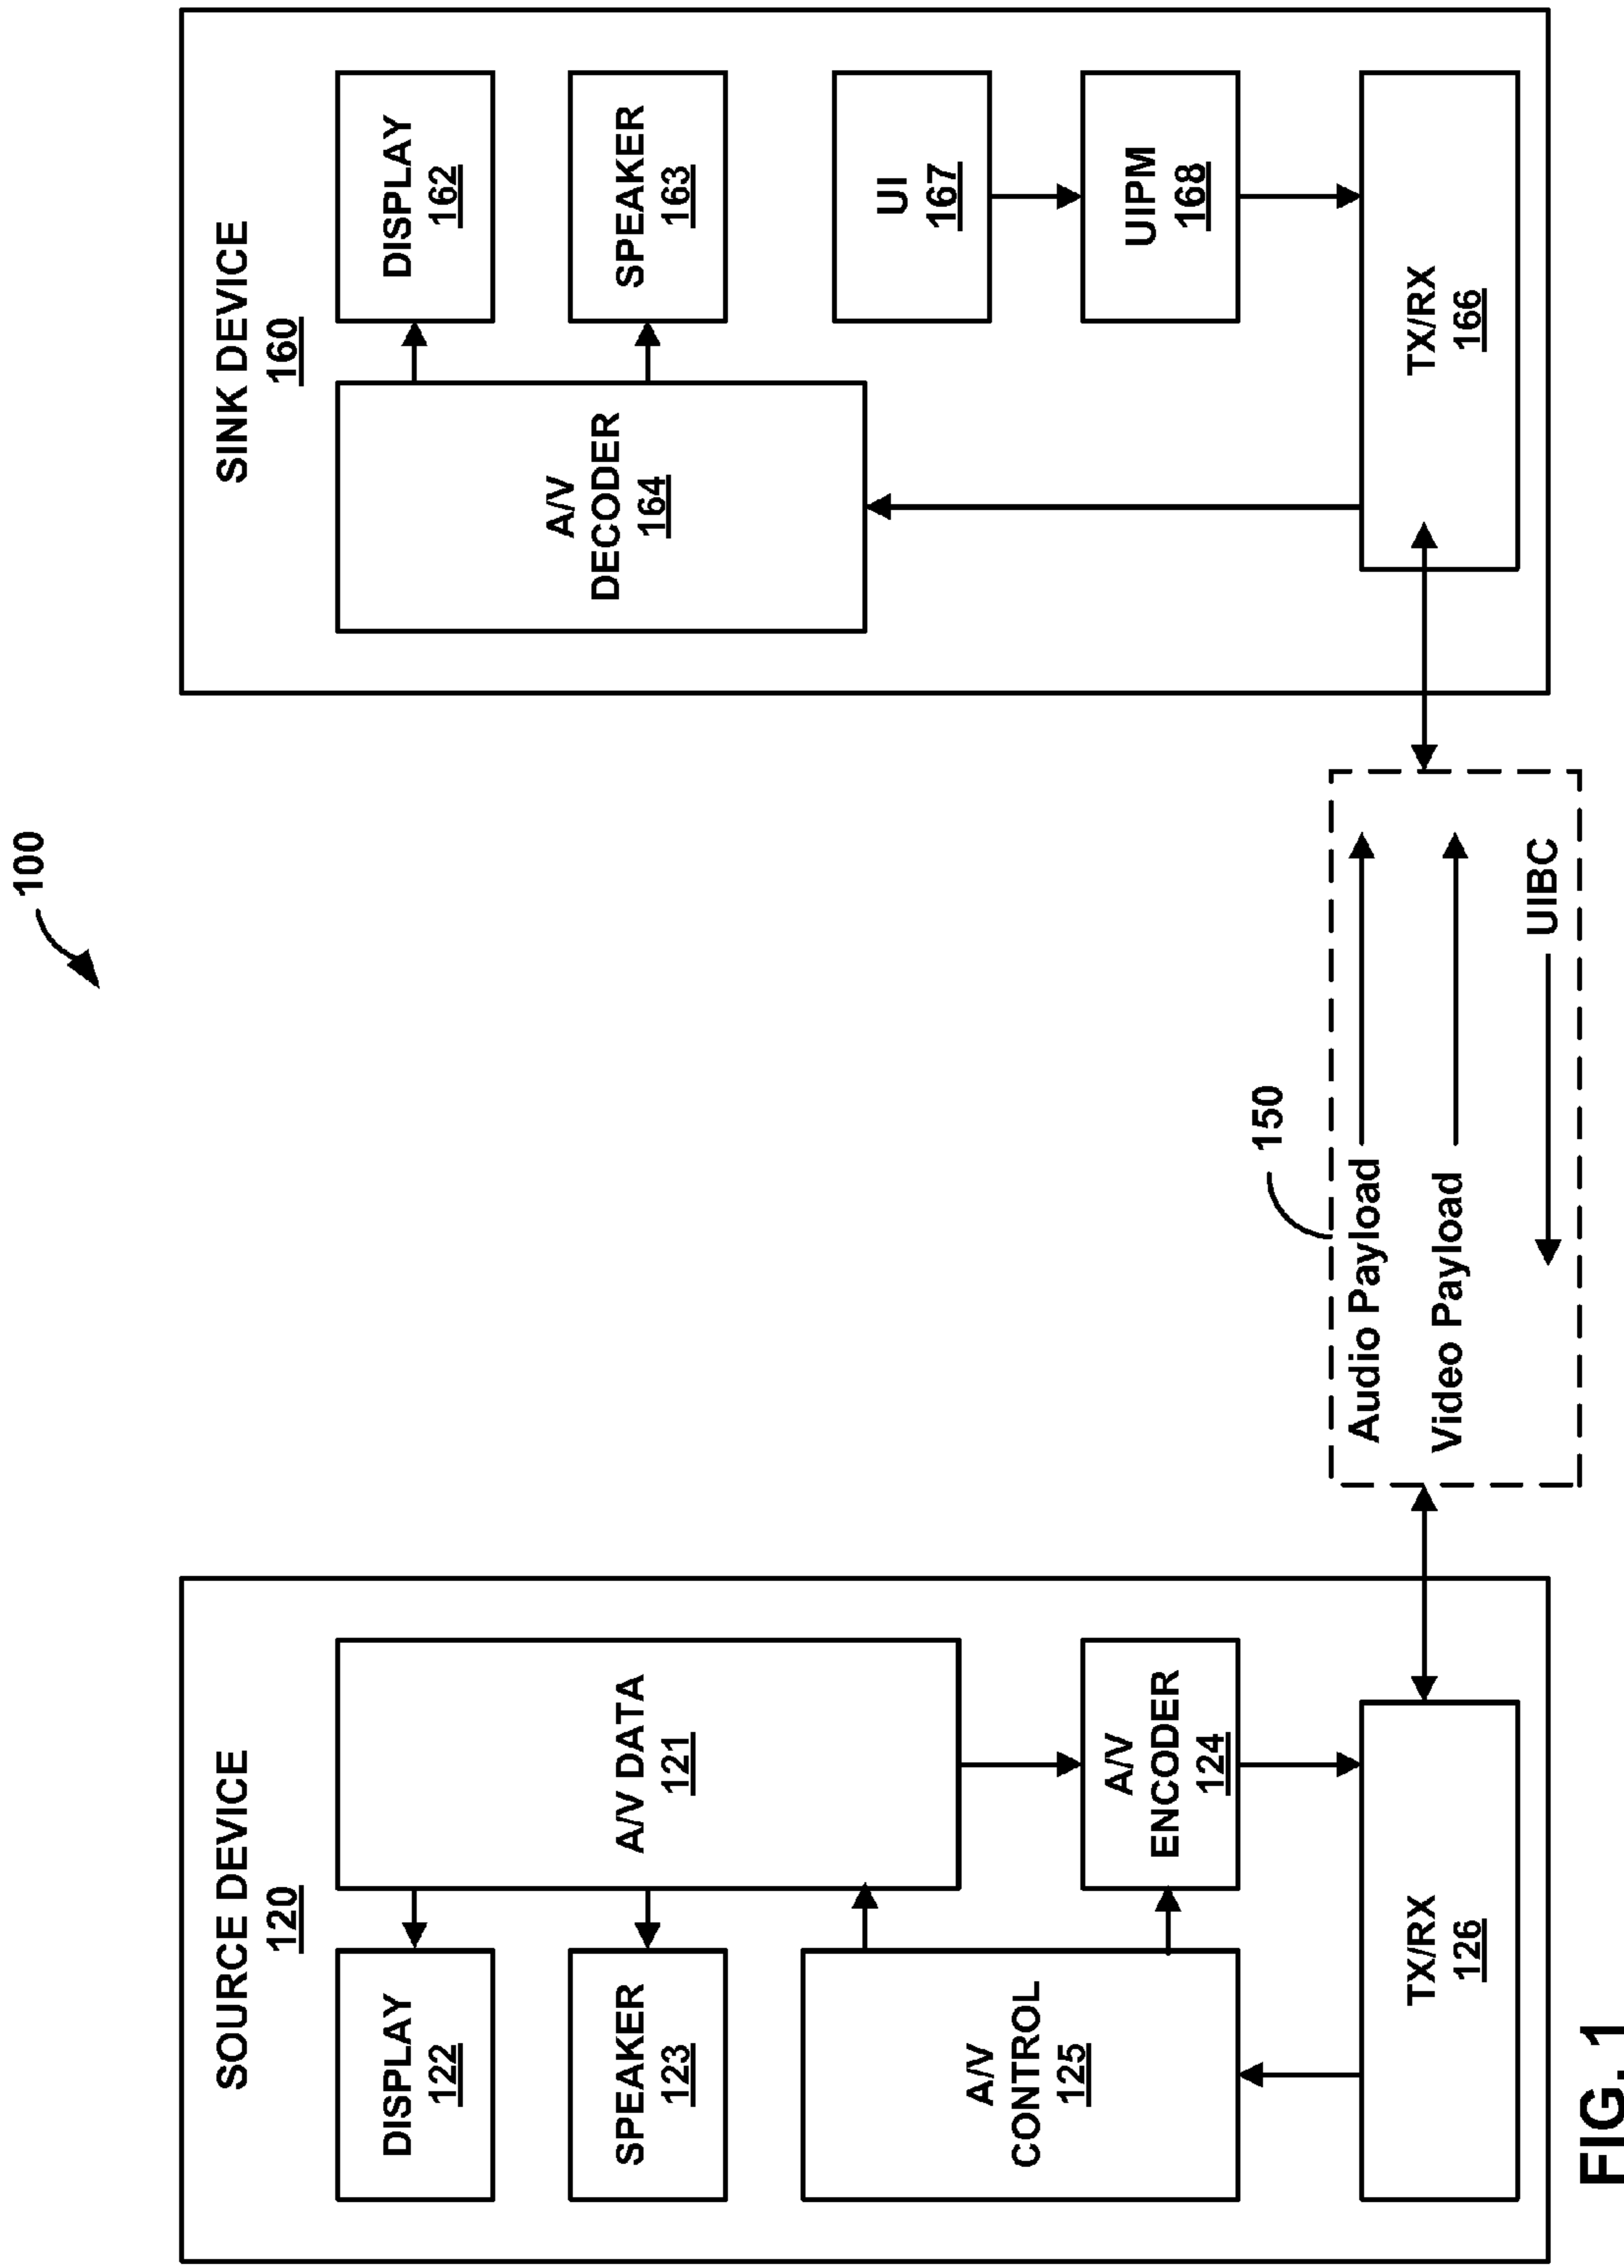 100
SOURCE DEVICE
120
DISPLAY
122
SPEAKER
123
A/V
CONTROL
125
A/V DATA
121
A/V
ENCODER
124
TX/RX
126
150
Audio Payload
Video Payload
UIBC
SINK DEVICE
160
A/V
DECODER
164
DISPLAY
162
SPEAKER
163
UI
167
UIPM
168
TX/RX
166
FIG. 1